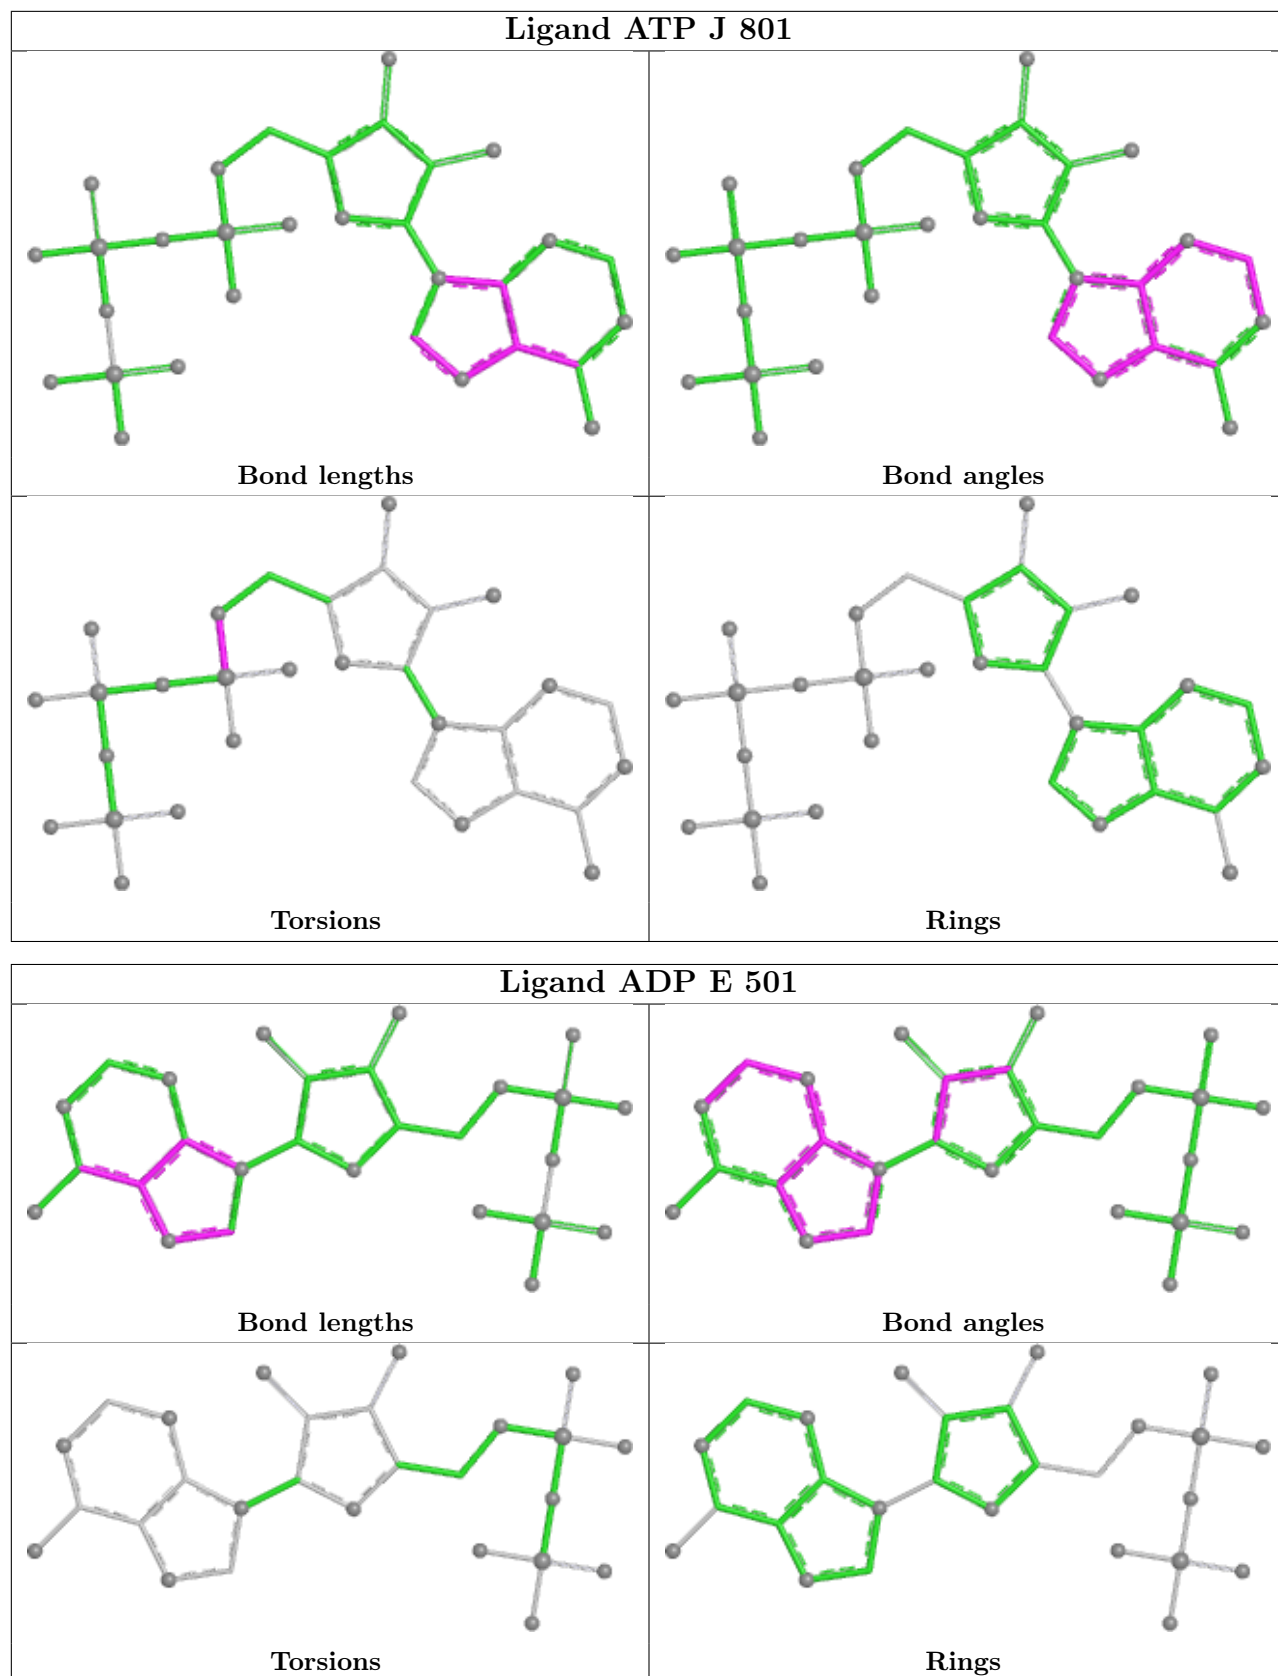 Ligand ATP J 801
Bond lengths
Bond angles
Torsions
Rings
Ligand ADP E 501
Bond lengths
Bond angles
Torsions
Rings